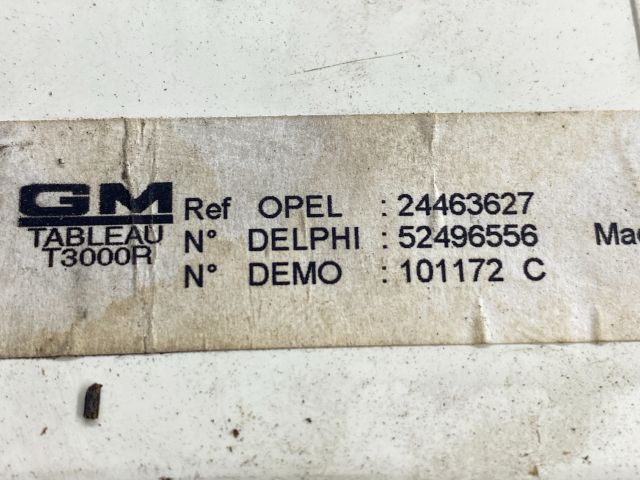 GM
TABLEAU
T3000R
Ref OPEL : 24463627
N° DELPHI : 52496556
N° DEMO : 101172 C